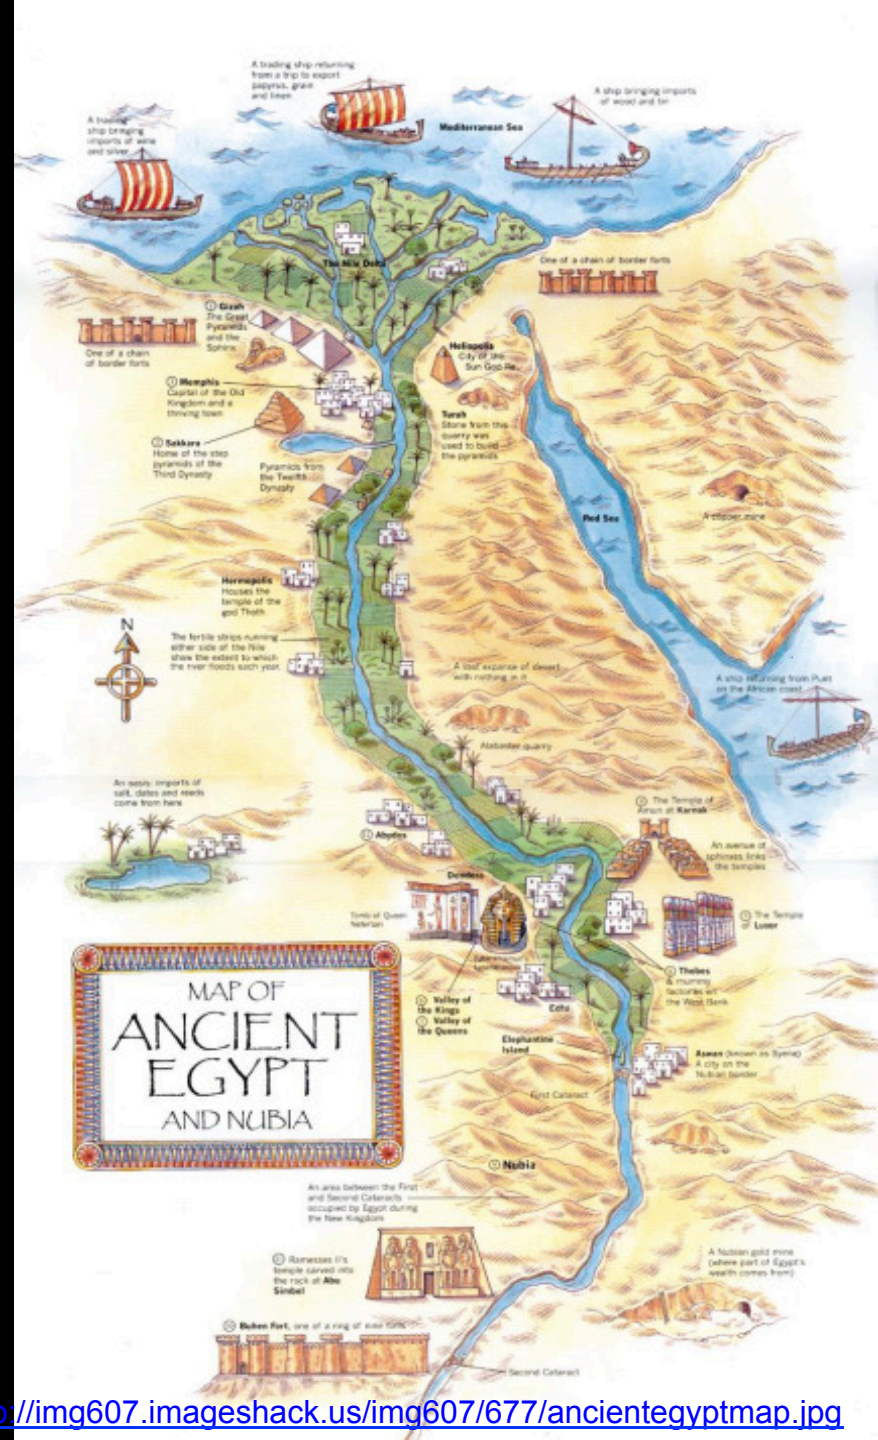 A trading ship returning
from a trip to export
papyrus, grain
and linen
A ship bringing imports
of wood and tin
Mediterranean Sea
A trading
ship bringing
imports of wine
and silver
The Nile Delta
One of a chain of border forts
One of a chain
of border forts
1 Gizah
The Great
Pyramids
and the
Sphinx
Heliopolis
City of the
Sun God Re
3 Memphis
Capital of the Old
Kingdom and a
thriving town
Turah
Stone from this
quarry was
used to build
the pyramids
2 Sakkara
Home of the step
pyramids of the
Third Dynasty
Pyramids from
the Twelfth
Dynasty
A copper mine
Red Sea
Hermopolis
Houses the
temple of the
god Thoth
N
The fertile strips running
either side of the Nile
show the extent to which
the river floods each year.
A vast expanse of desert
with nothing in it
A ship returning from Punt
on the African coast
Alabaster quarry
An oasis: imports of
salt, dates and reeds
come from here
The Temple of
Amun at Karnak
Abydos
An avenue of
sphinxes links
the temples
Dendera
Tomb of Queen
Nefertari
The Temple
of Luxor
Thebes
& mummy
factories on
the West Bank
Valley of
the Kings
Valley of
the Queens
Edfu
Elephantine
Island
Aswan (known as Syene)
A city on the
Nubian border
First Cataract
MAP OF
ANCIENT
EGYPT
AND NUBIA
Nubia
An area between the First
and Second Cataracts
occupied by Egypt during
the New Kingdom
Ramesses II's
temple carved into
the rock at Abu
Simbel
A Nubian gold mine
(where part of Egypt's
wealth comes from)
Buhen Fort, one of a ring of nine forts
Second Cataract
://img607.imageshack.us/img607/677/ancientegyptmap.jpg